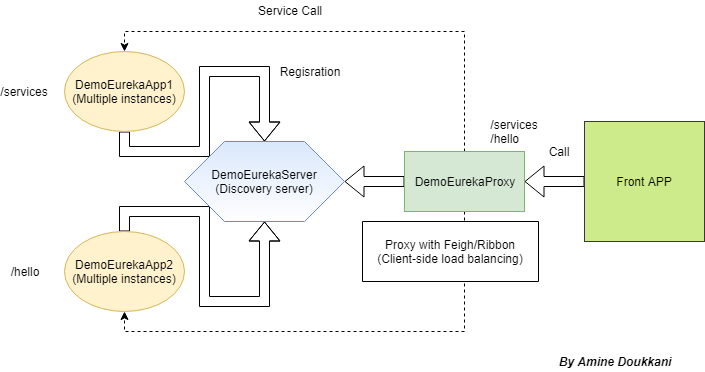 Service Call
DemoEurekaApp1
(Multiple instances)
/services
Regisration
/services
/hello
Call
DemoEurekaServer
(Discovery server)
DemoEurekaProxy
Front APP
Proxy with Feigh/Ribbon
(Client-side load balancing)
DemoEurekaApp2
(Multiple instances)
/hello
By Amine Doukkani